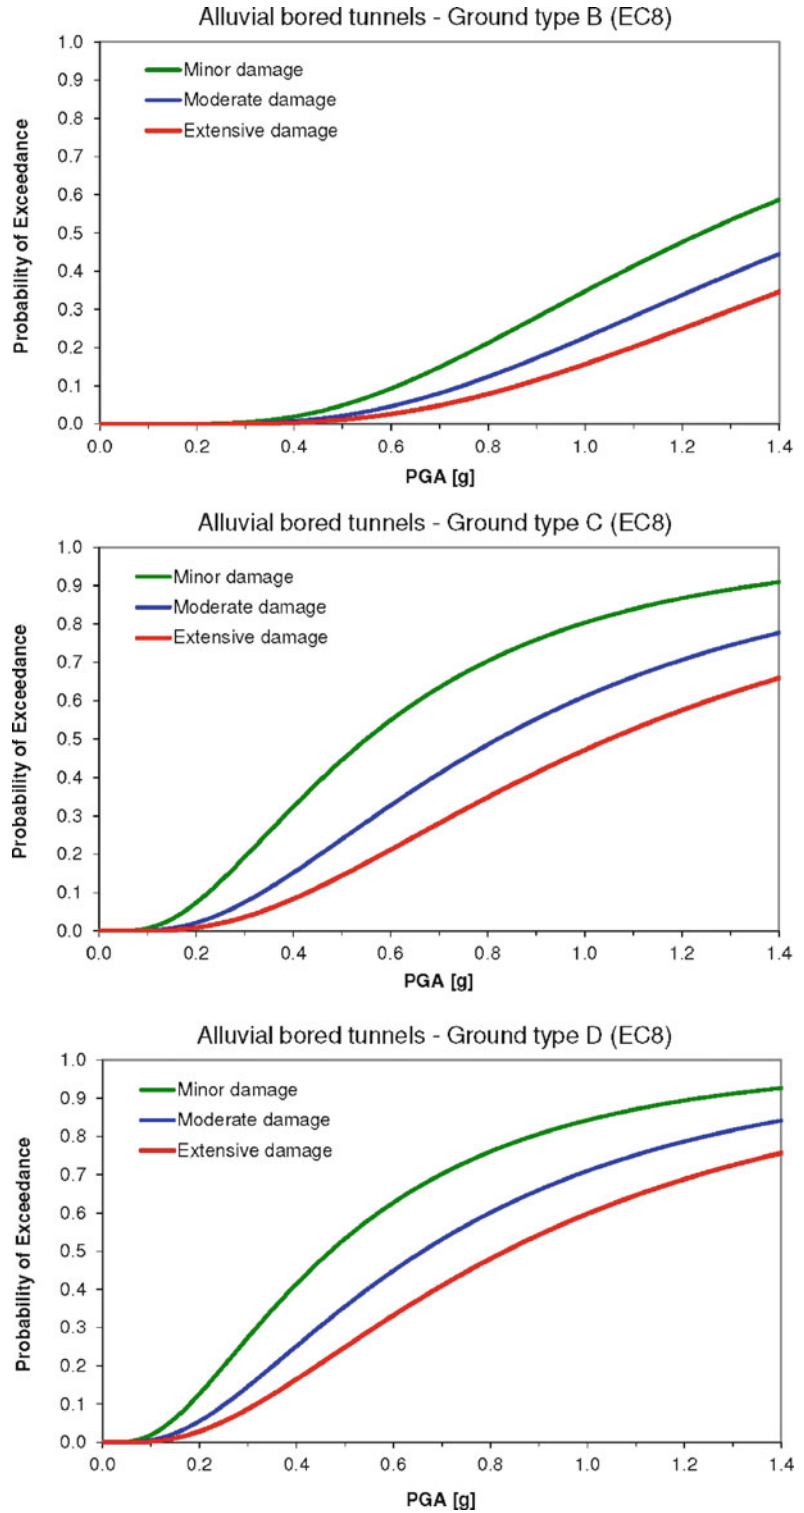 Alluvial bored tunnels - Ground type B (EC8)
1.0
0.9
0.8
0.7
0.6
0.5
0.4
0.3
0.2
0.1
0.0
Probability of Exceedance
Minor damage
Moderate damage
Extensive damage
0.0 0.2 0.4 0.6 0.8 1.0 1.2 1.4
PGA [g]
Alluvial bored tunnels - Ground type C (EC8)
1.0
0.9
0.8
0.7
0.6
0.5
0.4
0.3
0.2
0.1
0.0
Probability of Exceedance
Minor damage
Moderate damage
Extensive damage
0.0 0.2 0.4 0.6 0.8 1.0 1.2 1.4
PGA [g]
Alluvial bored tunnels - Ground type D (EC8)
1.0
0.9
0.8
0.7
0.6
0.5
0.4
0.3
0.2
0.1
0.0
Probability of Exceedance
Minor damage
Moderate damage
Extensive damage
0.0 0.2 0.4 0.6 0.8 1.0 1.2 1.4
PGA [g]